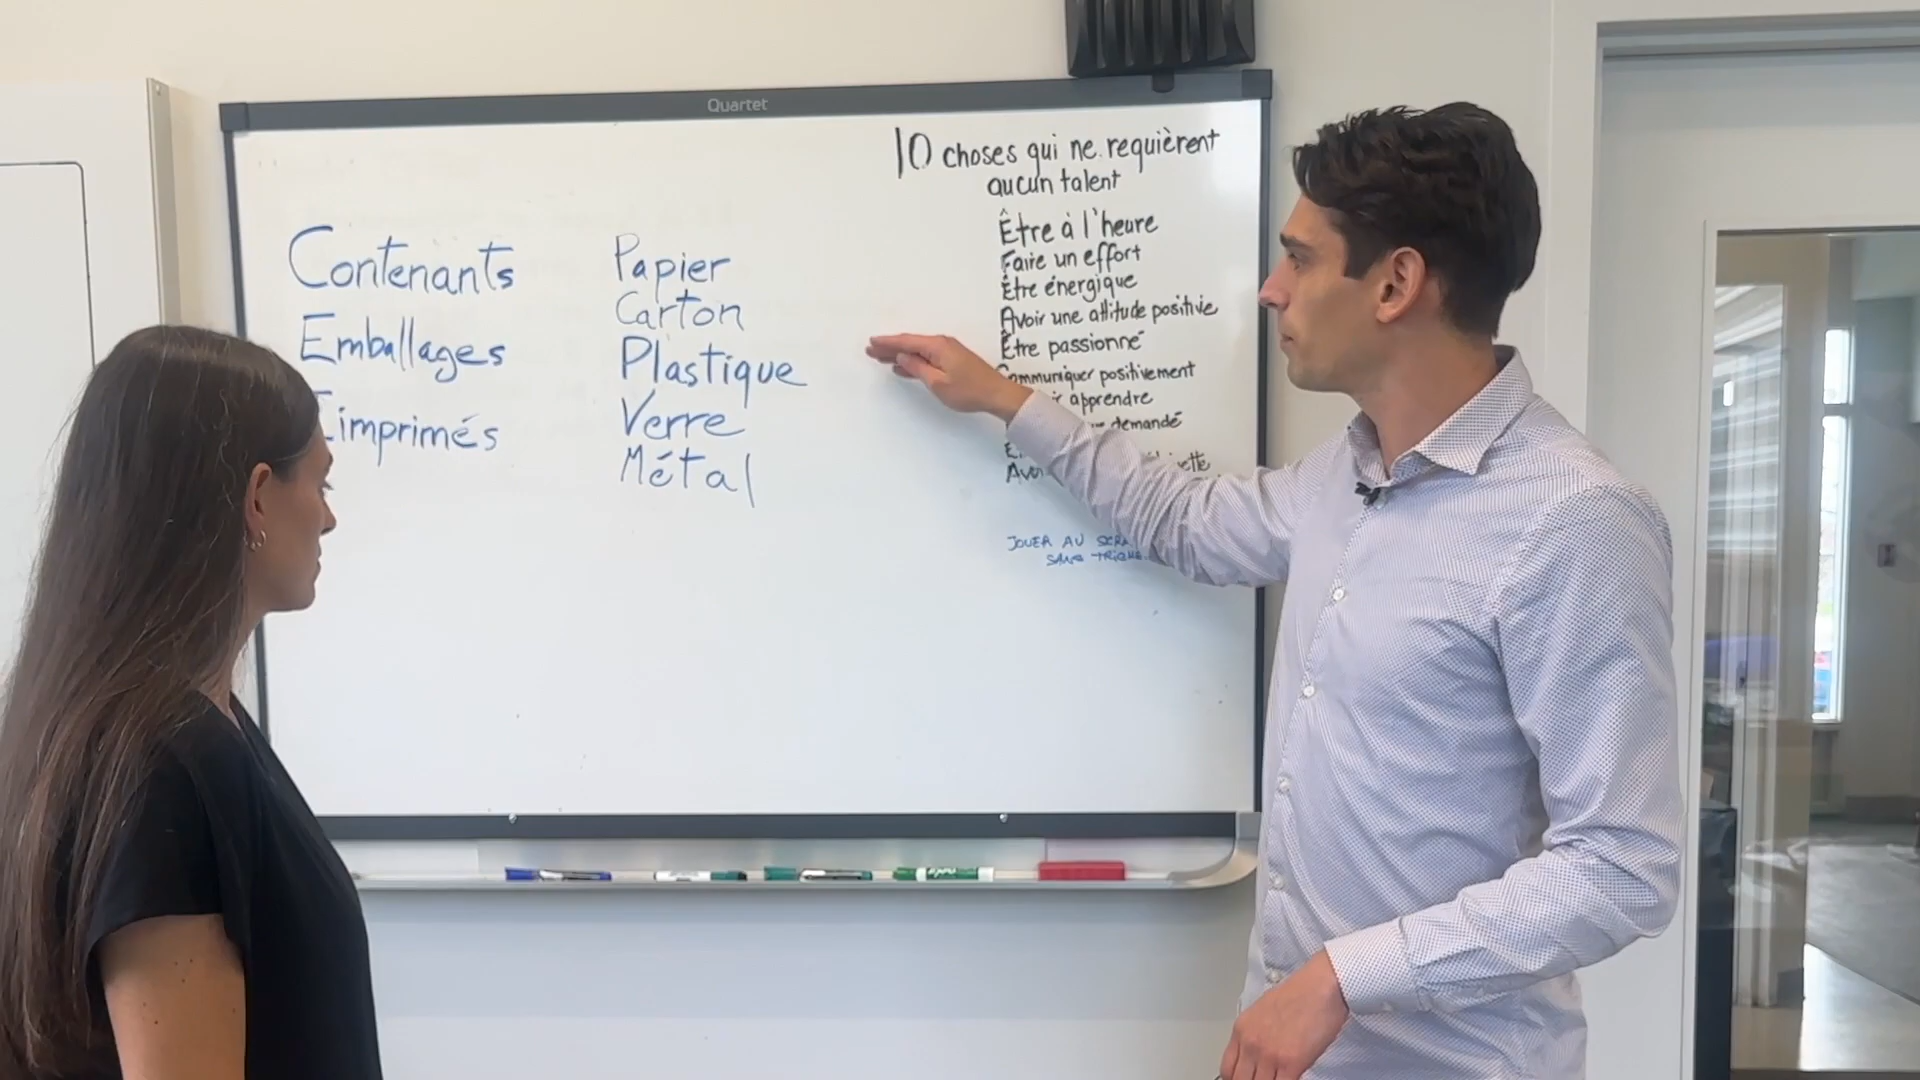 Quartet
Contenants
Emballages
Imprimés
Papier
Carton
Plastique
Verre
Métal
10 choses qui ne requièrent
aucun talent
Être à l'heure
Faire un effort
Être énergique
Avoir une attitude positive
Être passionné
Communiquer positivement
apprendre
demandé
JOUER AU
SANS